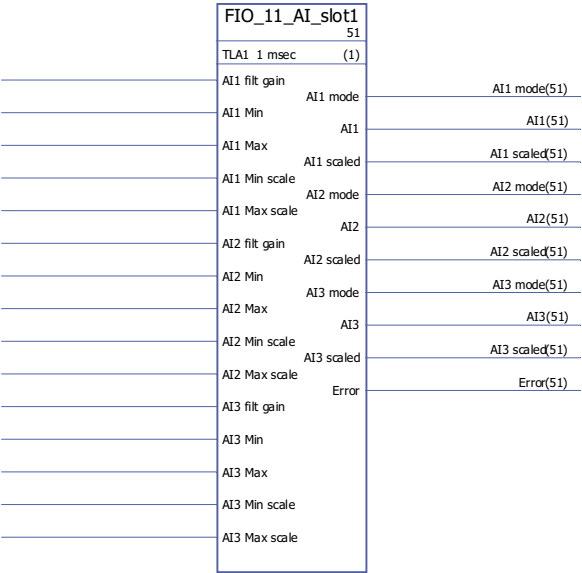 FIO_11_AI_slot1
51
TLA1 1 msec (1)
AI1 filt gain
AI1 mode AI1 mode(51)
AI1 Min
AI1 AI1(51)
AI1 Max
AI1 scaled AI1 scaled(51)
AI1 Min scale
AI2 mode AI2 mode(51)
AI1 Max scale
AI2 AI2(51)
AI2 filt gain
AI2 scaled AI2 scaled(51)
AI2 Min
AI3 mode AI3 mode(51)
AI2 Max
AI3 AI3(51)
AI2 Min scale
AI3 scaled AI3 scaled(51)
AI2 Max scale
Error Error(51)
AI3 filt gain
AI3 Min
AI3 Max
AI3 Min scale
AI3 Max scale